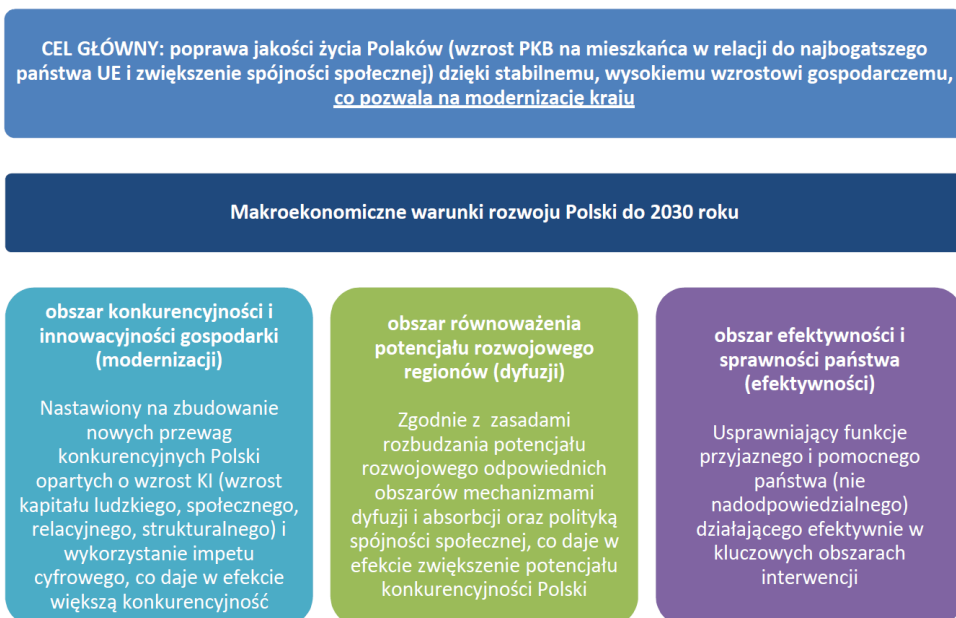 CEL GŁÓWNY: poprawa jakości życia Polaków (wzrost PKB na mieszkańca w relacji do najbogatszego
państwa UE i zwiększenie spójności społecznej) dzięki stabilnemu, wysokiemu wzrostowi gospodarczemu,
co pozwala na modernizację kraju
Makroekonomiczne warunki rozwoju Polski do 2030 roku
obszar konkurencyjności i
innowacyjności gospodarki
(modernizacji)
Nastawiony na zbudowanie
nowych przewag
konkurencyjnych Polski
opartych o wzrost KI (wzrost
kapitału ludzkiego, społecznego,
relacyjnego, strukturalnego) i
wykorzystanie impetu
cyfrowego, co daje w efekcie
większą konkurencyjność
obszar równoważenia
potencjału rozwojowego
regionów (dyfuzji)
Zgodnie z zasadami
rozbudzania potencjału
rozwojowego odpowiednich
obszarów mechanizmami
dyfuzji i absorbcji oraz polityką
spójności społecznej, co daje w
efekcie zwiększenie potencjału
konkurencyjności Polski
obszar efektywności i
sprawności państwa
(efektywności)
Usprawniający funkcje
przyjaznego i pomocnego
państwa (nie
nadodpowiedzialnego)
działającego efektywnie w
kluczowych obszarach
interwencji